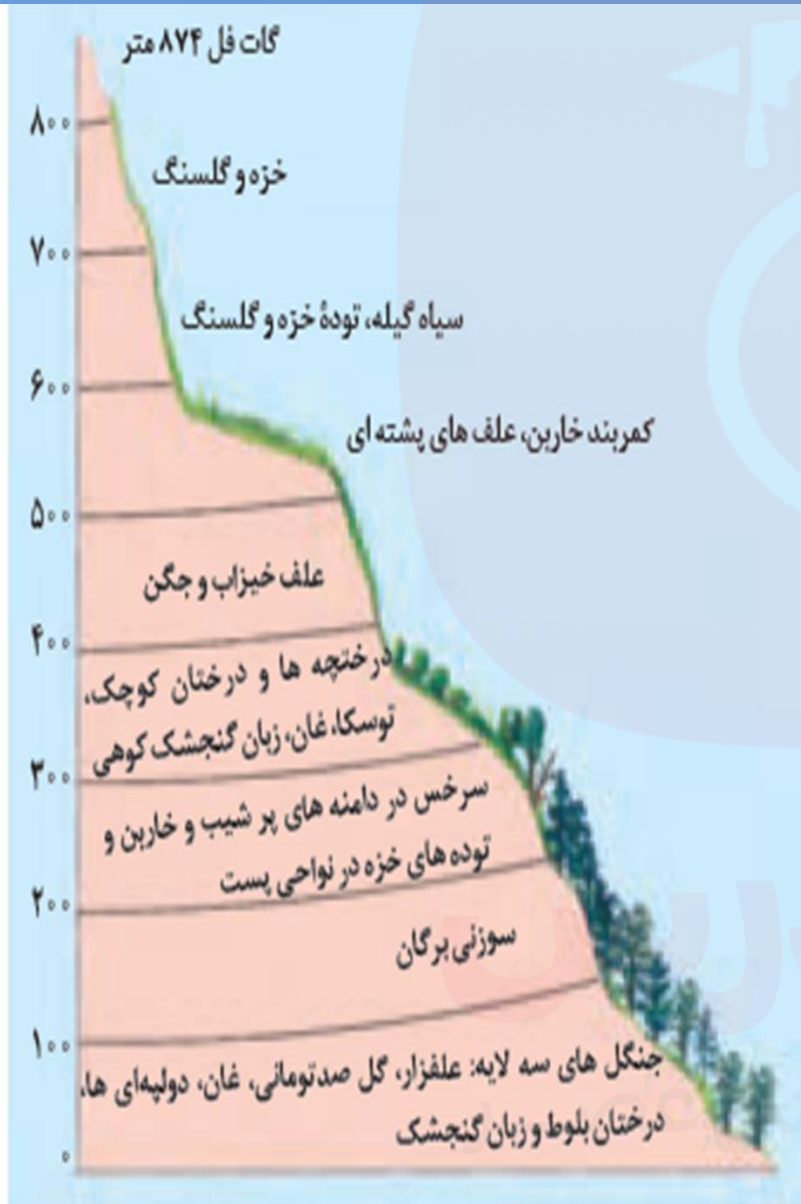 گات فل ۸۷۴ متر
۸۰۰
خزه و گلسنگ
۷۰۰
سیاه گیله، تودهٔ خزه و گلسنگ
۶۰۰
کمربند خاربن، علف های پشته ای
۵۰۰
علف خیزاب و جگن
۴۰۰
درختچه ها و درختان کوچک،
توسکا، غان، زبان گنجشک کوهی
۳۰۰
سرخس در دامنه های پر شیب و خاربن و
توده های خزه در نواحی پست
۲۰۰
سوزنی برگان
۱۰۰
جنگل های سه لایه: علفزار، گل صدتومانی، غان، دولپه‌ای ها،
درختان بلوط و زبان گنجشک
۰